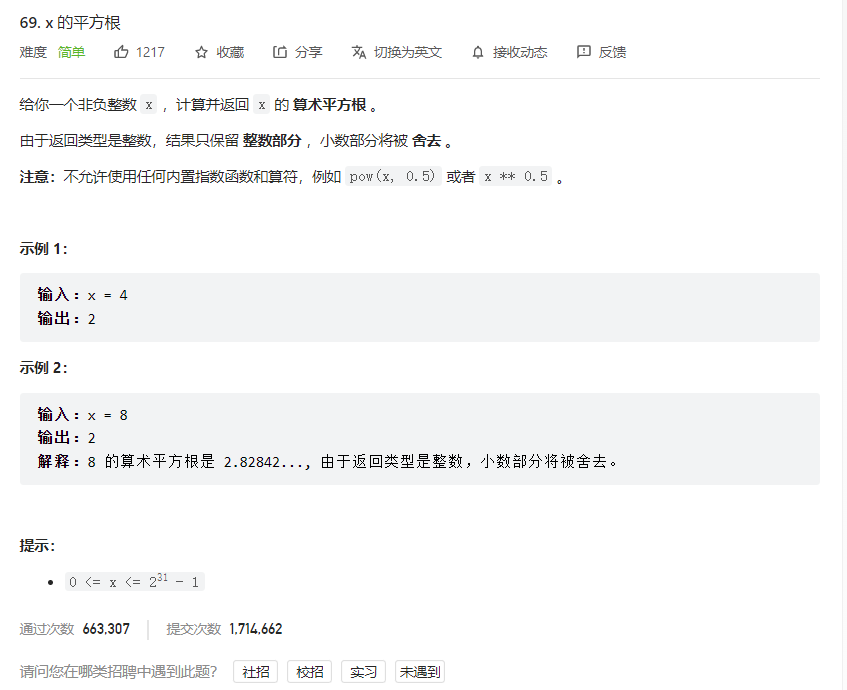 69. x 的平方根
难度 简单 1217 收藏 分享 切换为英文 接收动态 反馈
给你一个非负整数 x ，计算并返回 x 的 算术平方根 。
由于返回类型是整数，结果只保留 整数部分 ，小数部分将被 舍去 。
注意：不允许使用任何内置指数函数和算符，例如 pow(x, 0.5) 或者 x ** 0.5 。
示例 1：
输入：x = 4
输出：2
示例 2：
输入：x = 8
输出：2
解释：8 的算术平方根是 2.82842..., 由于返回类型是整数，小数部分将被舍去。
提示：
• 0 <= x <= 2³¹ - 1
通过次数 663,307 提交次数 1,714,662
请问您在哪类招聘中遇到此题？ 社招 校招 实习 未遇到